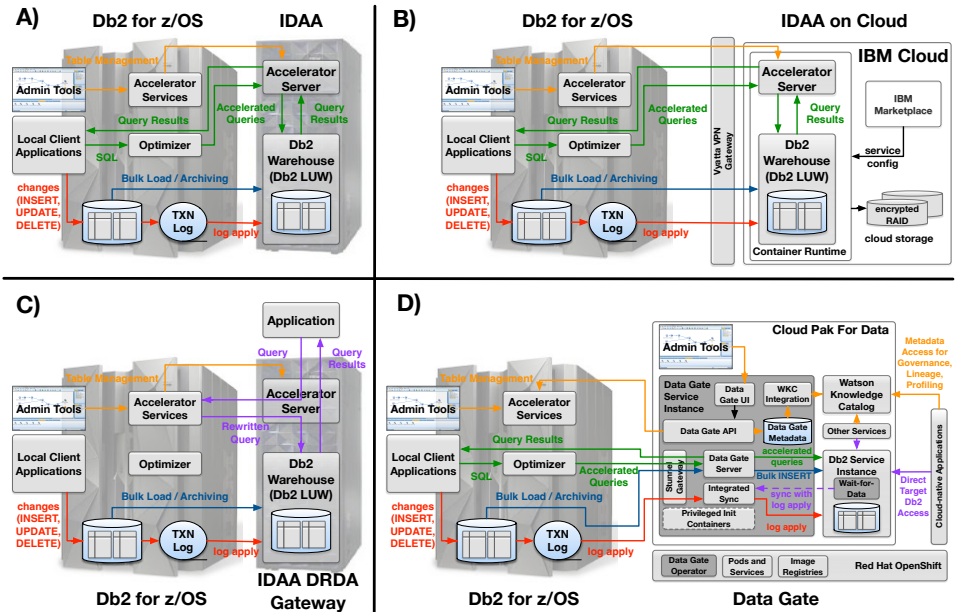 A)
Db2 for z/OS
IDAA
Table Management
Admin Tools
Accelerator
Services
Accelerator
Server
Query Results
Accelerated
Queries
Query
Results
Local Client
Applications
SQL
Optimizer
Db2
Warehouse
(Db2 LUW)
changes
(INSERT,
UPDATE,
DELETE)
Bulk Load / Archiving
TXN
Log
log apply
B)
Db2 for z/OS
IDAA on Cloud
IBM Cloud
Table Management
Admin Tools
Accelerator
Services
Accelerator
Server
IBM
Marketplace
Query Results
Accelerated
Queries
Query
Results
Local Client
Applications
SQL
Optimizer
Vyatta VPN
Gateway
Db2
Warehouse
(Db2 LUW)
service
config
changes
(INSERT,
UPDATE,
DELETE)
Bulk Load / Archiving
TXN
Log
log apply
encrypted
RAID
cloud storage
Container Runtime
C)
Application
Query
Query
Results
Table Management
Admin Tools
Accelerator
Services
Accelerator
Server
Rewritten
Query
Local Client
Applications
Optimizer
Db2
Warehouse
(Db2 LUW)
changes
(INSERT,
UPDATE,
DELETE)
Bulk Load / Archiving
TXN
Log
log apply
Db2 for z/OS
IDAA DRDA
Gateway
D)
Cloud Pak For Data
Admin Tools
Metadata
Access for
Governance,
Lineage,
Profiling
Table Management
Admin Tools
Accelerator
Services
Data Gate
Service
Instance
Data
Gate UI
WKC
Integration
Watson
Knowledge
Catalog
Data Gate API
Data Gate
Metadata
Other Services
Query Results
accelerated
queries
Local Client
Applications
SQL
Optimizer
Accelerated
Queries
Stunnel
Gateway
Data Gate
Server
Bulk INSERT
Db2 Service
Instance
Wait-for-
Data
Integrated
Sync
sync with
log apply
Direct
Target
Db2
Access
Cloud-native Applications
changes
(INSERT,
UPDATE,
DELETE)
Bulk Load / Archiving
TXN
Log
Privileged Init
Containers
log apply
Data Gate
Operator
Pods and
Services
Image
Registries
Red Hat OpenShift
Db2 for z/OS
Data Gate